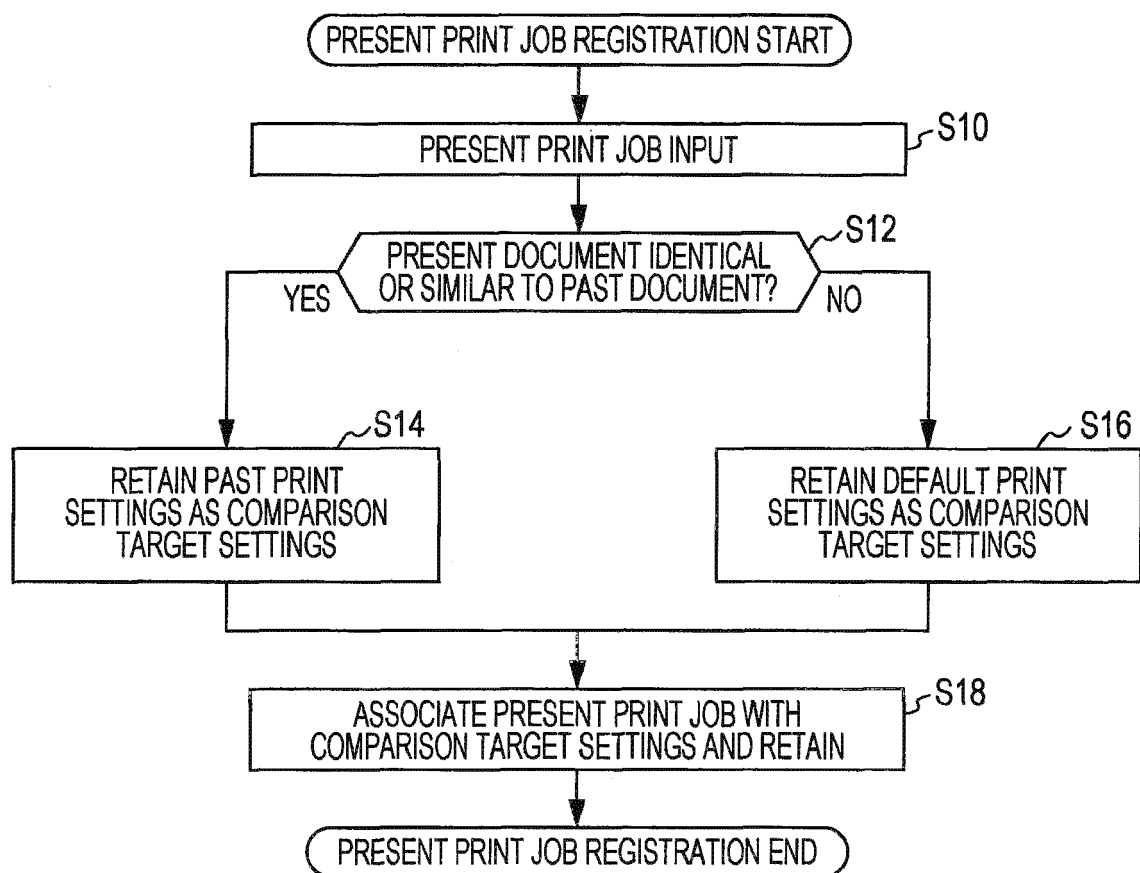 PRESENT PRINT JOB REGISTRATION START
S10
PRESENT PRINT JOB INPUT
S12
PRESENT DOCUMENT IDENTICAL
OR SIMILAR TO PAST DOCUMENT?
YES
NO
S14
RETAIN PAST PRINT
SETTINGS AS COMPARISON
TARGET SETTINGS
S16
RETAIN DEFAULT PRINT
SETTINGS AS COMPARISON
TARGET SETTINGS
S18
ASSOCIATE PRESENT PRINT JOB WITH
COMPARISON TARGET SETTINGS AND RETAIN
PRESENT PRINT JOB REGISTRATION END